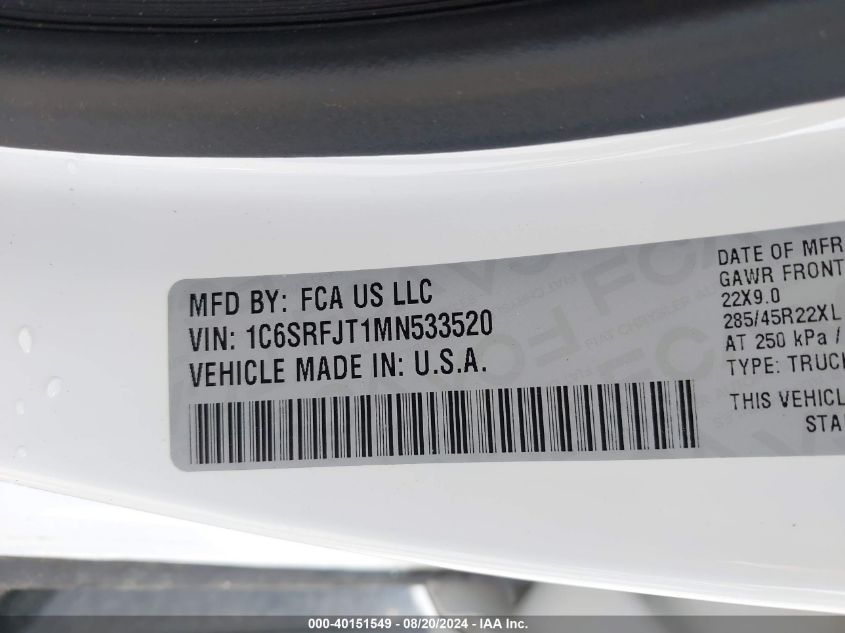 MFD BY: FCA US LLC
VIN: 1C6SRFJT1MN533520
VEHICLE MADE IN: U.S.A.
DATE OF MFR
GAWR FRONT
22X9.0
285/45R22XL
AT 250 kPa /
TYPE: TRUCK
THIS VEHICL
STA
000-40151549 - 08/20/2024 - IAA Inc.